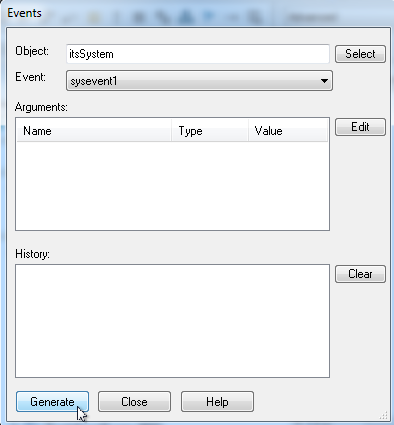 Events
Object: itsSystem Select
Event: sysevent1
Arguments:
Name Type Value Edit
History:
Clear
Generate Close Help